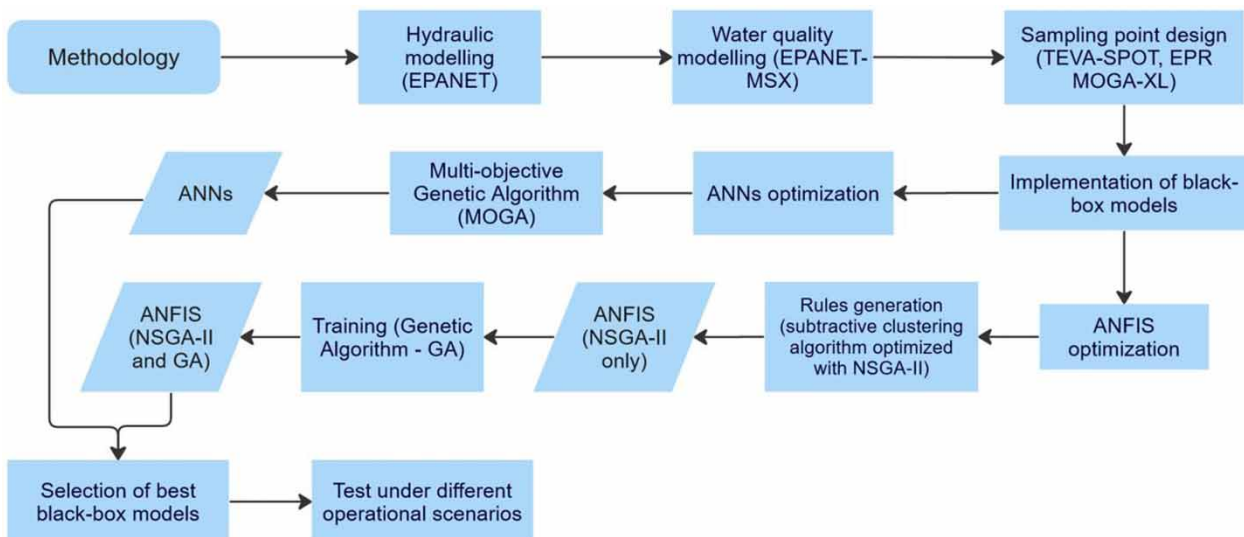 Methodology
Hydraulic
modelling
(EPANET)
Water quality
modelling (EPANET-
MSX)
Sampling point design
(TEVA-SPOT, EPR
MOGA-XL)
Implementation of black-
box models
ANNs optimization
Multi-objective
Genetic Algorithm
(MOGA)
ANNs
ANFIS
optimization
Rules generation
(subtractive clustering
algorithm optimized
with NSGA-II)
ANFIS
(NSGA-II
only)
Training (Genetic
Algorithm - GA)
ANFIS
(NSGA-II
and GA)
Selection of best
black-box models
Test under different
operational scenarios